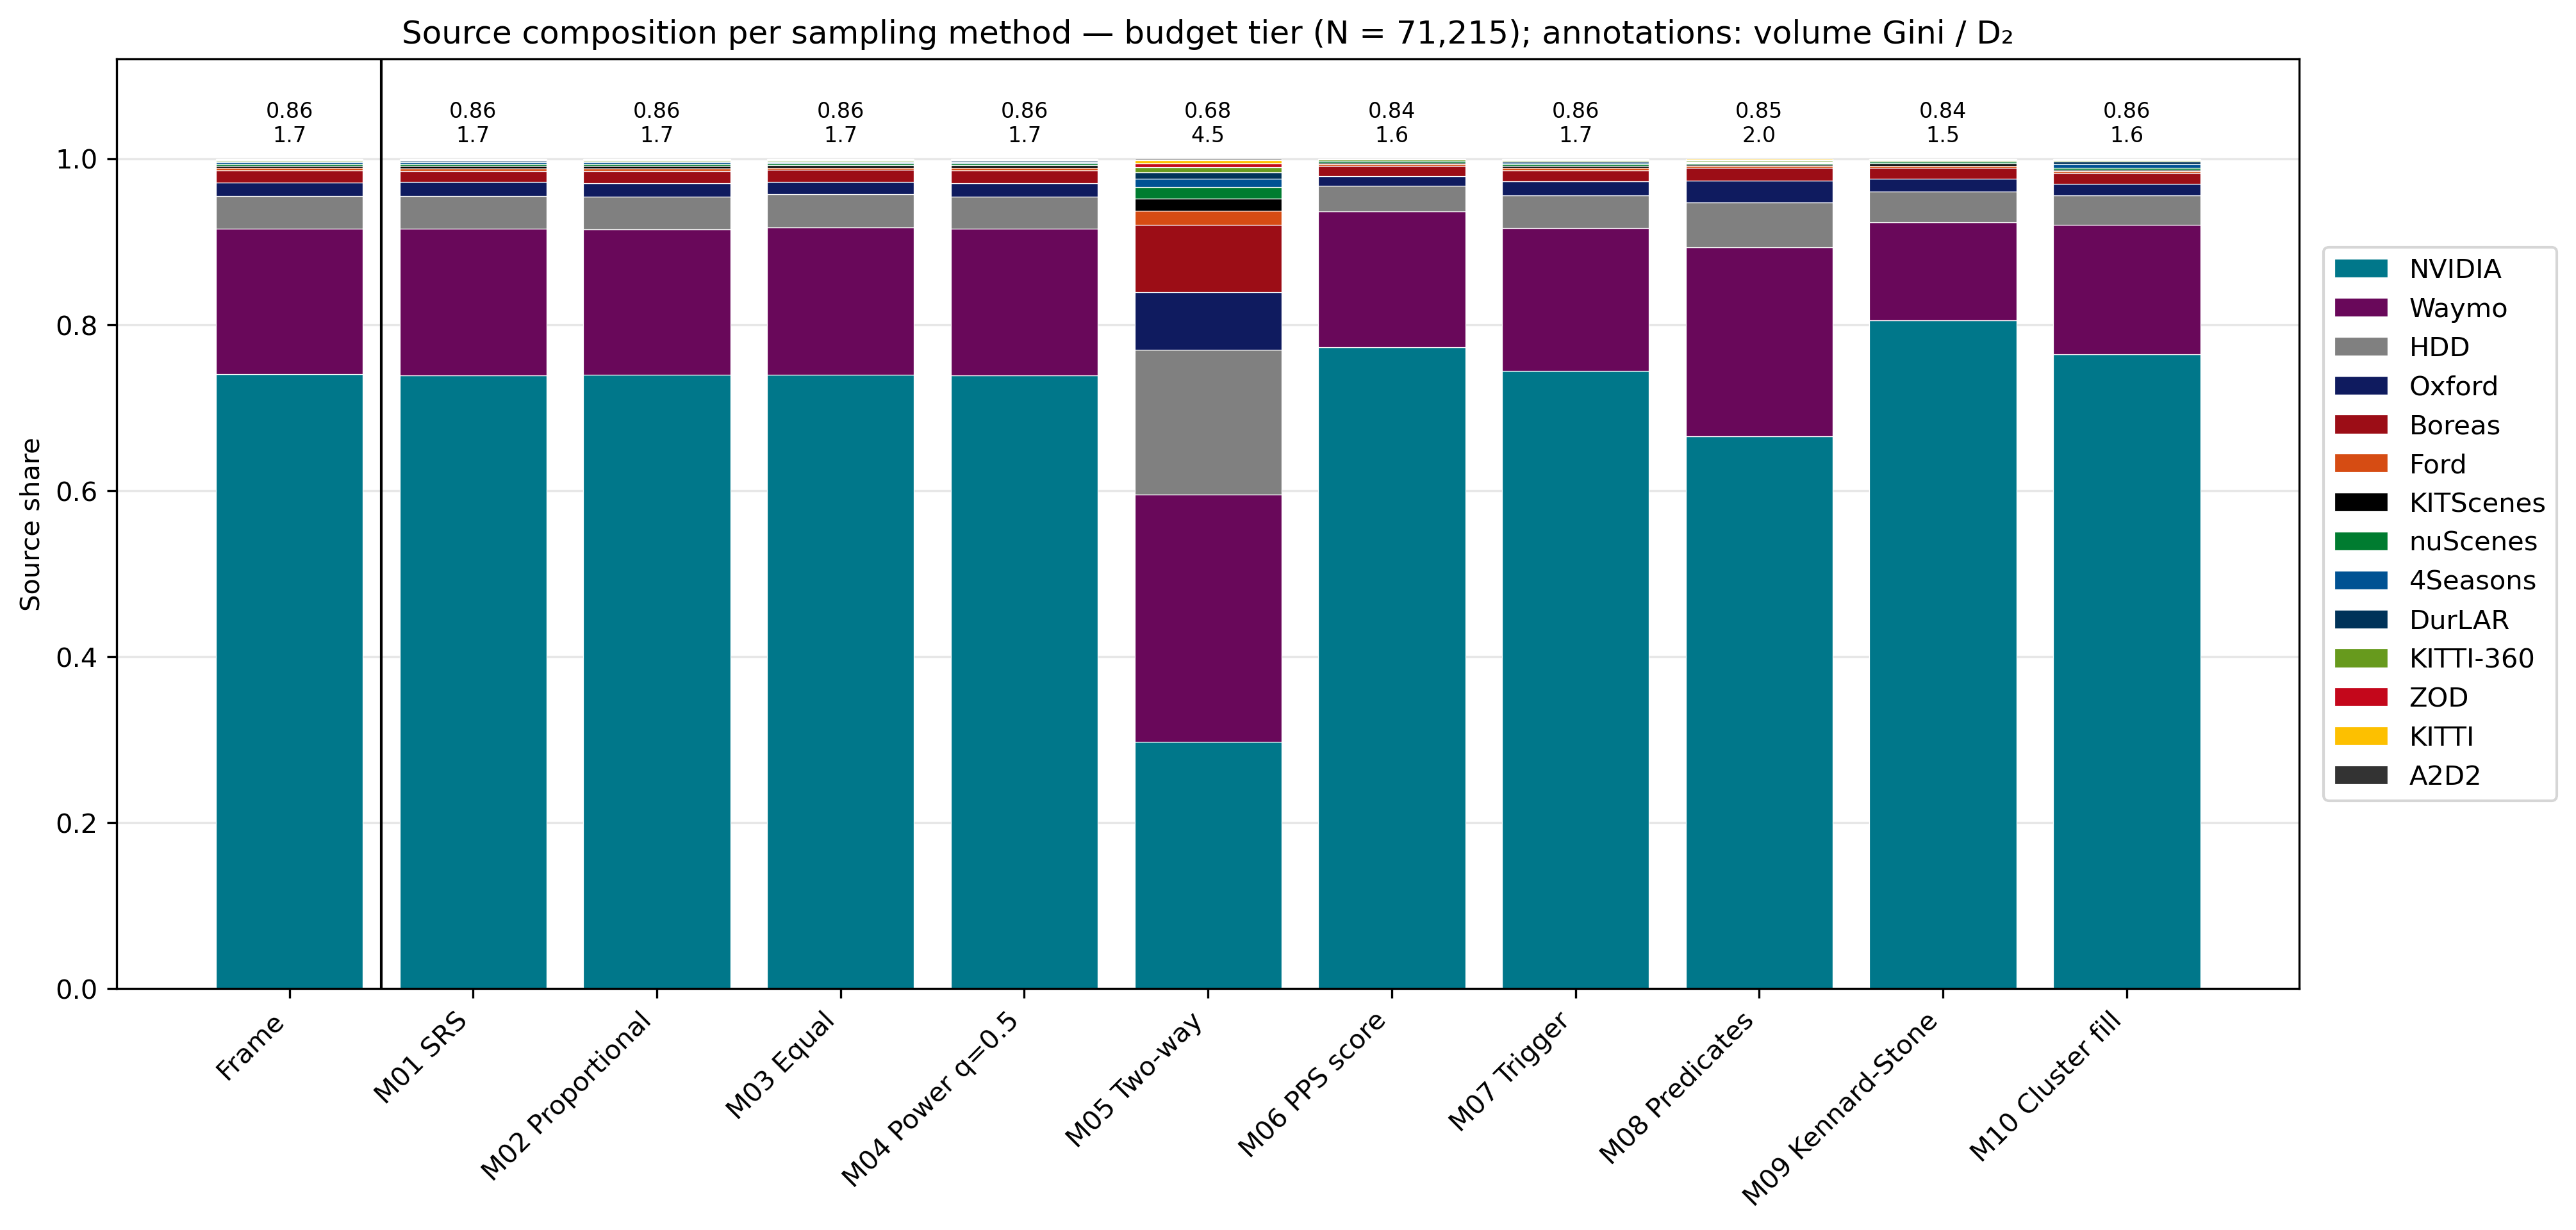 Source composition per sampling method — budget tier (N = 71,215); annotations: volume Gini / D₂
0.86
1.7
0.86
1.7
0.86
1.7
0.86
1.7
0.86
1.7
0.68
4.5
0.84
1.6
0.86
1.7
0.85
2.0
0.84
1.5
0.86
1.6
Source share
1.0
0.8
0.6
0.4
0.2
0.0
Frame
M01 SRS
M02 Proportional
M03 Equal
M04 Power q=0.5
M05 Two-way
M06 PPS score
M07 Trigger
M08 Predicates
M09 Kennard-Stone
M10 Cluster fill
NVIDIA
Waymo
HDD
Oxford
Boreas
Ford
KITScenes
nuScenes
4Seasons
DurLAR
KITTI-360
ZOD
KITTI
A2D2